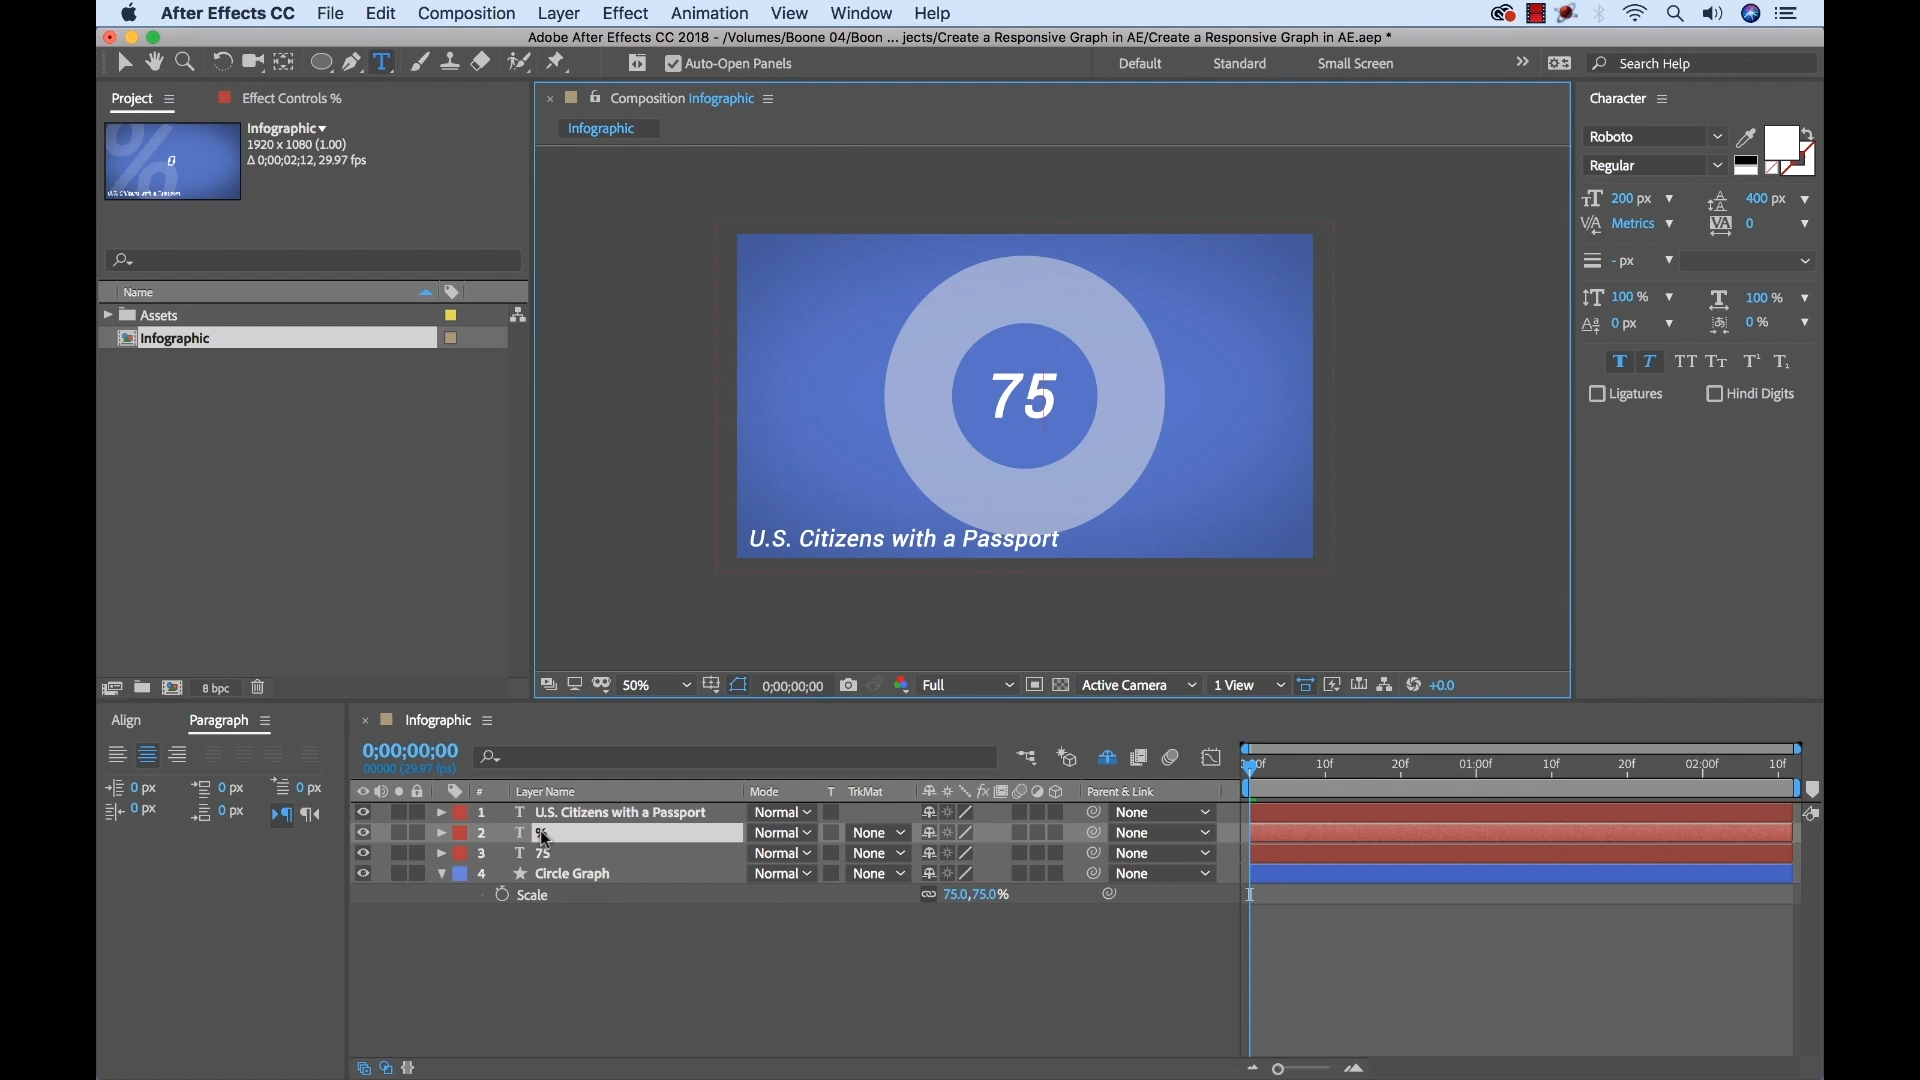 After Effects CC File Edit Composition Layer Effect Animation View Window Help
Adobe After Effects CC 2018 - /Volumes/Boone 04/Boon ... jects/Create a Responsive Graph in AE/Create a Responsive Graph in AE.aep *
Auto-Open Panels Default Standard Small Screen Search Help
Project Effect Controls %
Infographic
1920 x 1080 (1.00)
Δ 0;00;02;12, 29.97 fps
Name
Assets
Infographic
8 bpc
Composition Infographic
Infographic
75
U.S. Citizens with a Passport
50% 0;00;00;00 Full Active Camera 1 View +0.0
Character
Roboto
Regular
200 px 400 px
Metrics 0
- px
100 % 100 %
0 px 0 %
T T TT Tt T¹ T₁
Ligatures Hindi Digits
Align Paragraph
0 px 0 px 0 px
0 px 0 px
Infographic
0;00;00;00
00000 (29.97 fps)
10f 20f 01:00f 10f 20f 02:00f 10f
# Layer Name Mode T TrkMat Parent & Link
1 T U.S. Citizens with a Passport Normal None
2 T % Normal None None
3 T 75 Normal None None
4 Circle Graph Normal None None
Scale 75.0,75.0%